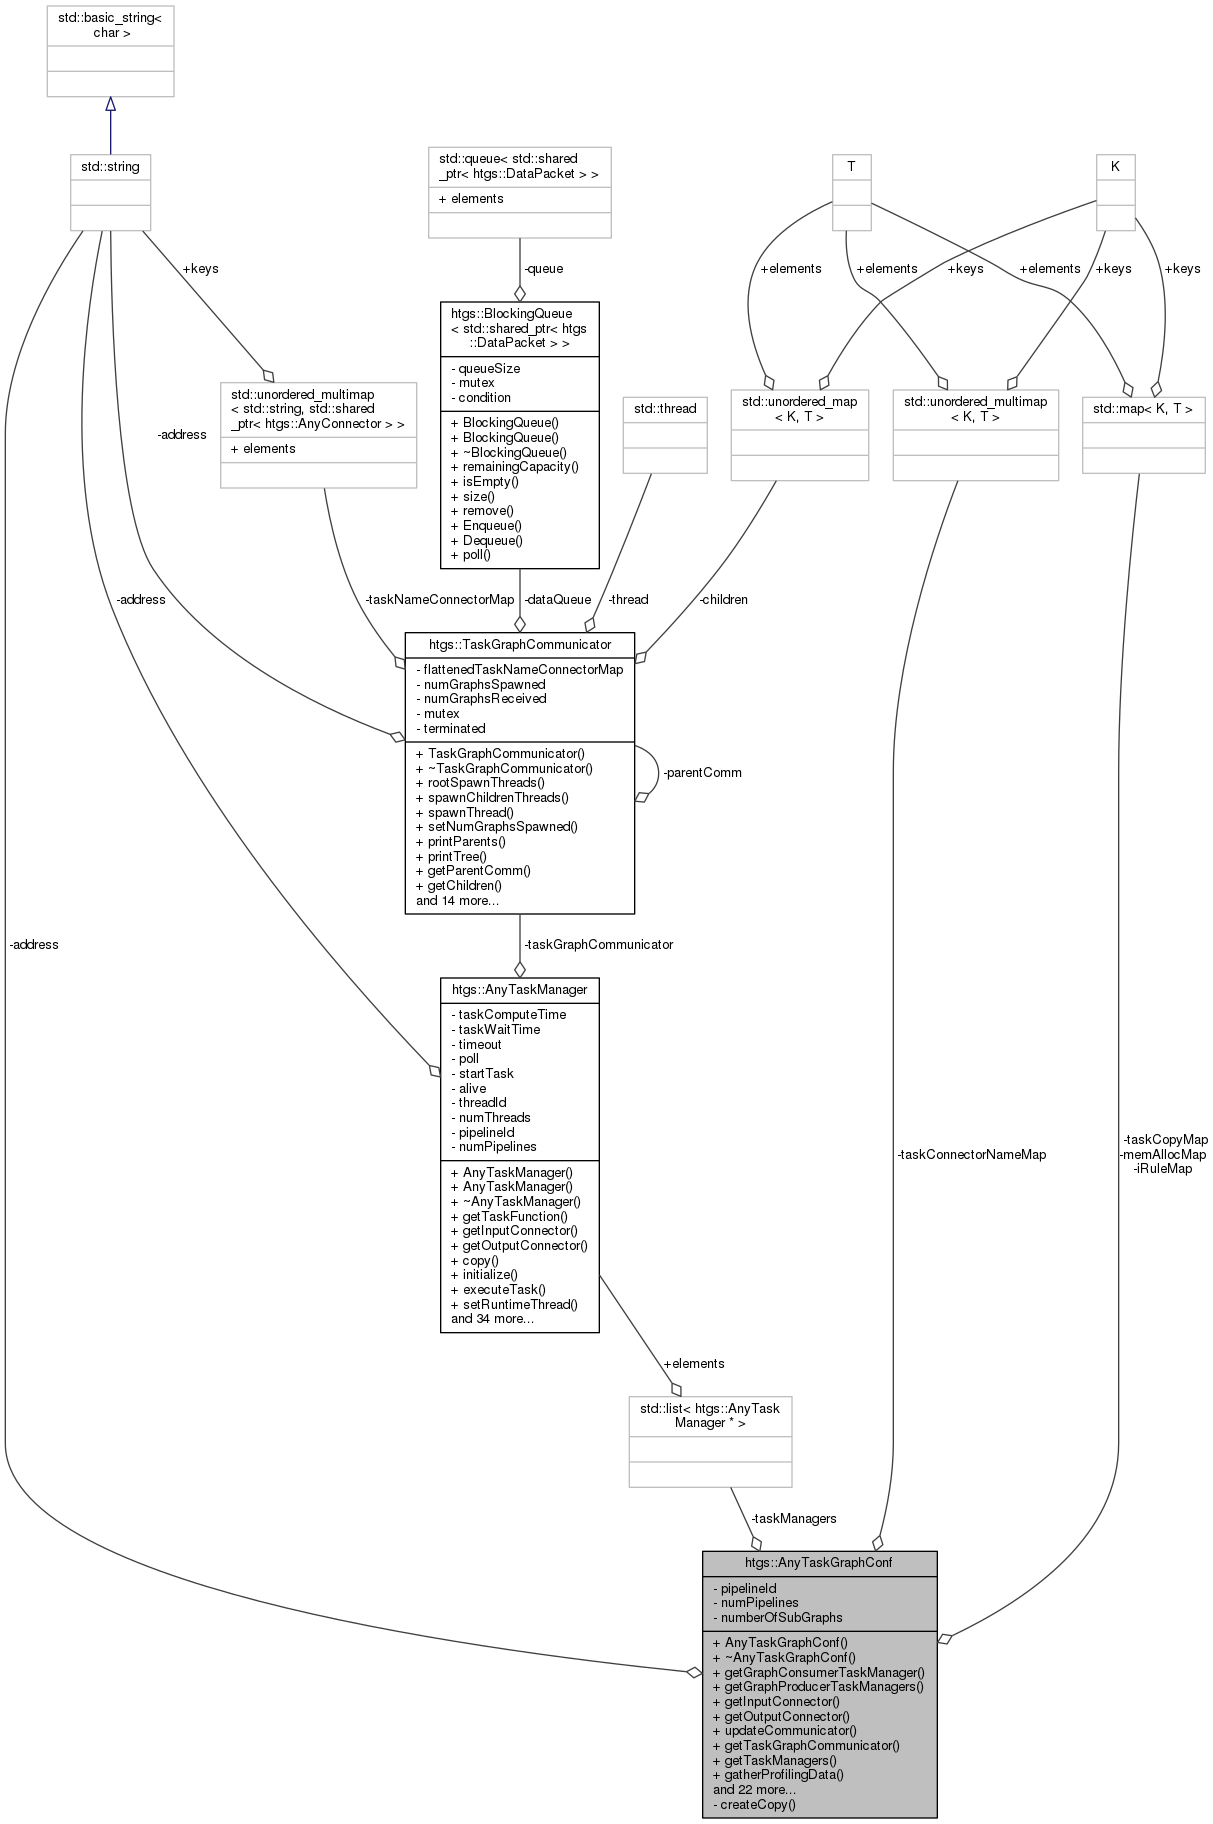 std::basic_string<
char >
std::string
std::queue< std::shared
_ptr< htgs::DataPacket > >
+ elements
T
K
+keys
-queue
+elements
+elements
+keys
+elements
+keys
+keys
htgs::BlockingQueue
< std::shared_ptr< htgs
::DataPacket > >
- queueSize
- mutex
- condition
+ BlockingQueue()
+ BlockingQueue()
+ ~BlockingQueue()
+ remainingCapacity()
+ isEmpty()
+ size()
+ remove()
+ Enqueue()
+ Dequeue()
+ poll()
std::unordered_multimap
< std::string, std::shared
_ptr< htgs::AnyConnector > >
+ elements
std::thread
std::unordered_map
< K, T >
std::unordered_multimap
< K, T >
std::map< K, T >
-address
-address
-taskNameConnectorMap
-dataQueue
-thread
-children
htgs::TaskGraphCommunicator
- flattenedTaskNameConnectorMap
- numGraphsSpawned
- numGraphsReceived
- mutex
- terminated
+ TaskGraphCommunicator()
+ ~TaskGraphCommunicator()
+ rootSpawnThreads()
+ spawnChildrenThreads()
+ spawnThread()
+ setNumGraphsSpawned()
+ printParents()
+ printTree()
+ getParentComm()
+ getChildren()
and 14 more...
-parentComm
-address
-taskGraphCommunicator
htgs::AnyTaskManager
- taskComputeTime
- taskWaitTime
- timeout
- poll
- startTask
- alive
- threadId
- numThreads
- pipelineId
- numPipelines
+ AnyTaskManager()
+ AnyTaskManager()
+ ~AnyTaskManager()
+ getTaskFunction()
+ getInputConnector()
+ getOutputConnector()
+ copy()
+ initialize()
+ executeTask()
+ setRuntimeThread()
and 34 more...
-taskConnectorNameMap
-taskCopyMap
-memAllocMap
-iRuleMap
+elements
std::list< htgs::AnyTask
Manager * >
-taskManagers
htgs::AnyTaskGraphConf
- pipelineId
- numPipelines
- numberOfSubGraphs
+ AnyTaskGraphConf()
+ ~AnyTaskGraphConf()
+ getGraphConsumerTaskManager()
+ getGraphProducerTaskManagers()
+ getInputConnector()
+ getOutputConnector()
+ updateCommunicator()
+ getTaskGraphCommunicator()
+ getTaskManagers()
+ gatherProfilingData()
and 22 more...
- createCopy()